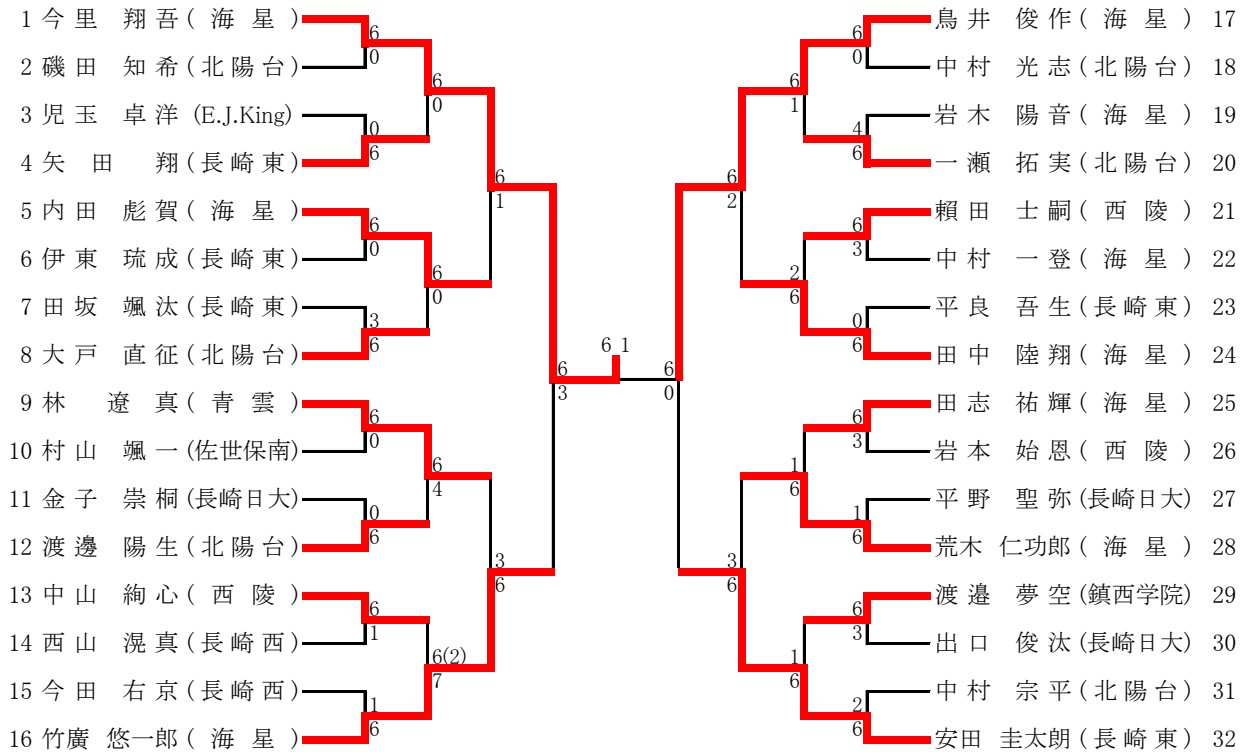 1 今里 翔吾 ( 海 星 )
6
0
2 磯田 知希 (北陽台)
6
0
3 児玉 卓洋 (E.J.King)
0
6
4 矢田 翔 (長崎東)
6
1
5 内田 彪賀 ( 海 星 )
6
0
6 伊東 琉成 (長崎東)
6
0
7 田坂 颯汰 (長崎東)
3
6
8 大戸 直征 (北陽台)
6
3
9 林 遼真 ( 青 雲 )
6
0
10 村山 颯一 (佐世保南)
6
4
11 金子 崇桐 (長崎日大)
0
6
12 渡邊 陽生 (北陽台)
3
6
13 中山 絢心 ( 西 陵 )
6
1
14 西山 滉真 (長崎西)
6(2)
7
15 今田 右京 (長崎西)
1
6
16 竹廣 悠一郎 ( 海 星 )
6 1
鳥井 俊作 ( 海 星 ) 17
6
0
中村 光志 (北陽台) 18
6
1
岩木 陽音 ( 海 星 ) 19
4
6
一瀬 拓実 (北陽台) 20
6
2
頼田 士嗣 ( 西 陵 ) 21
6
3
中村 一登 ( 海 星 ) 22
2
6
平良 吾生 (長崎東) 23
0
6
田中 陸翔 ( 海 星 ) 24
6
0
田志 祐輝 ( 海 星 ) 25
6
3
岩本 始恩 ( 西 陵 ) 26
1
6
平野 聖弥 (長崎日大) 27
1
6
荒木 仁功郎 ( 海 星 ) 28
3
6
渡邉 夢空 (鎮西学院) 29
6
3
出口 俊汰 (長崎日大) 30
1
6
中村 宗平 (北陽台) 31
2
6
安田 圭太朗 (長崎東) 32